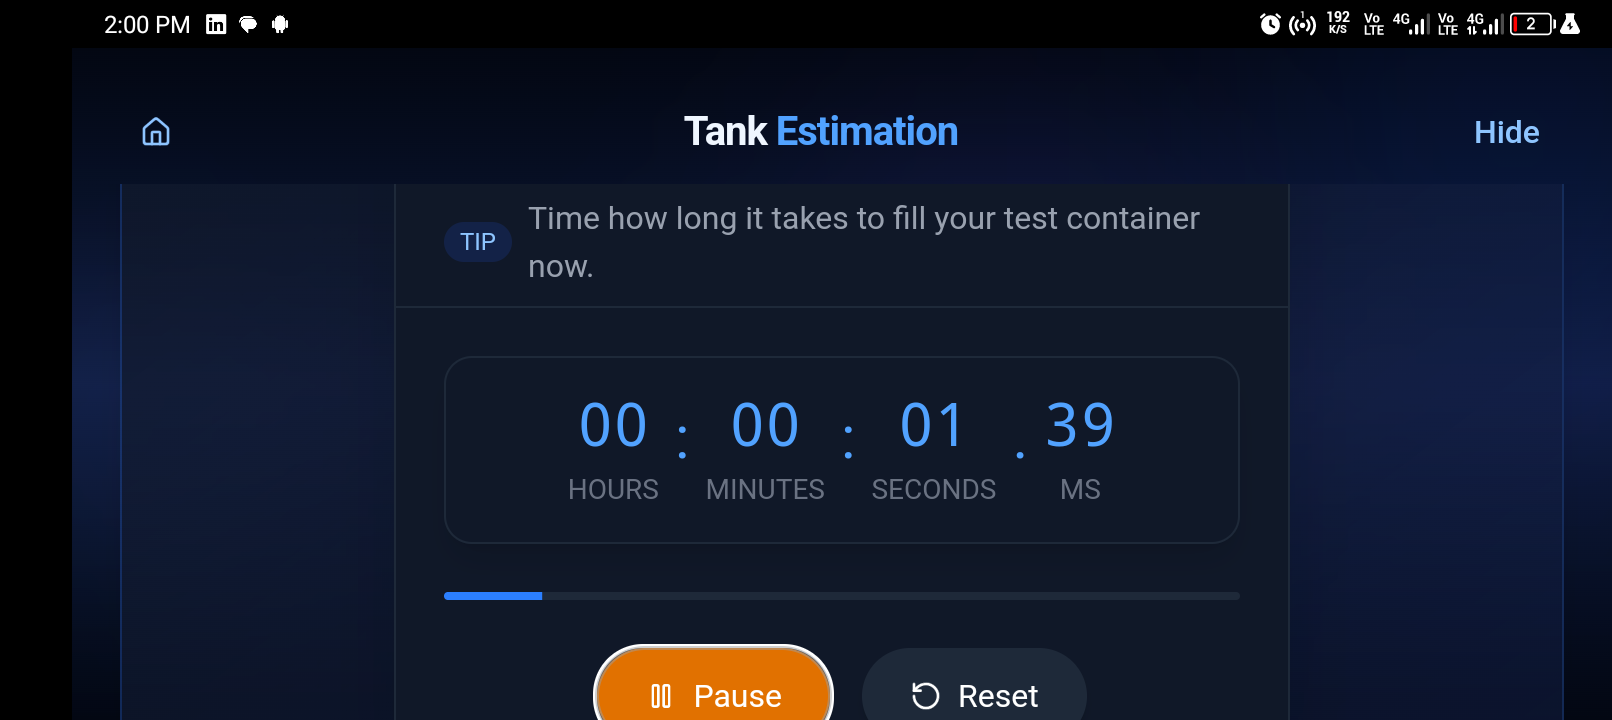 2:00 PM
1
192
K/S
Vo
LTE
4G
Vo
LTE
4G
2
Tank Estimation
Hide
TIP
Time how long it takes to fill your test container
now.
00 : 00 : 01 . 39
HOURS MINUTES SECONDS MS
Pause
Reset